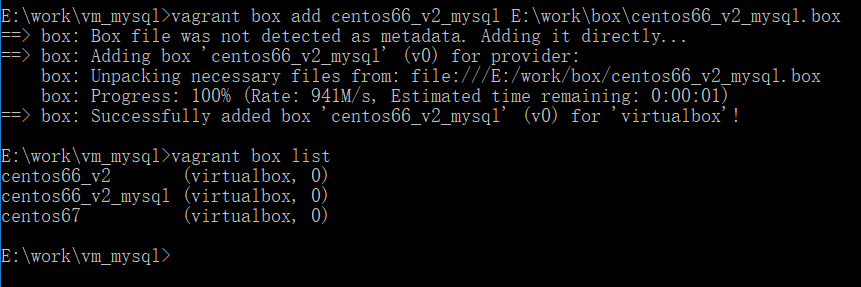 E:\work\vm_mysql>vagrant box add centos66_v2_mysql E:\work\box\centos66_v2_mysql.box
==> box: Box file was not detected as metadata. Adding it directly...
==> box: Adding box 'centos66_v2_mysql' (v0) for provider:
    box: Unpacking necessary files from: file:///E:/work/box/centos66_v2_mysql.box
    box: Progress: 100% (Rate: 941M/s, Estimated time remaining: 0:00:01)
==> box: Successfully added box 'centos66_v2_mysql' (v0) for 'virtualbox'!
E:\work\vm_mysql>vagrant box list
centos66_v2       (virtualbox, 0)
centos66_v2_mysql (virtualbox, 0)
centos67          (virtualbox, 0)
E:\work\vm_mysql>